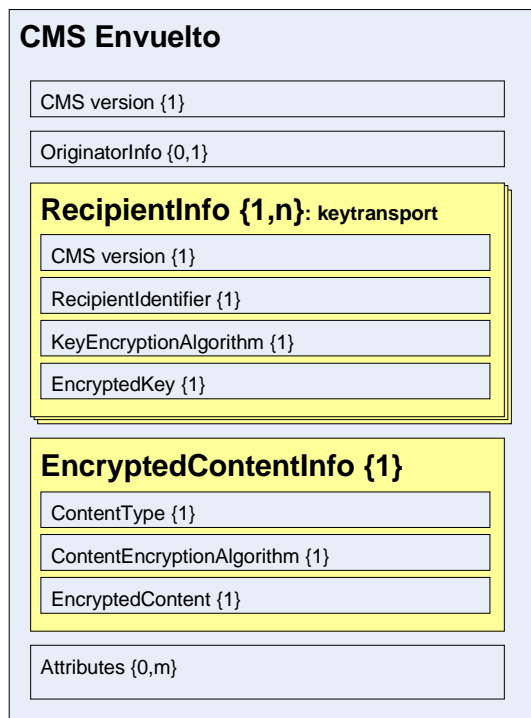 CMS Envuelto
CMS version {1}
OriginatorInfo {0,1}
RecipientInfo {1,n}: keytransport
CMS version {1}
RecipientIdentifier {1}
KeyEncryptionAlgorithm {1}
EncryptedKey {1}
EncryptedContentInfo {1}
ContentType {1}
ContentEncryptionAlgorithm {1}
EncryptedContent {1}
Attributes {0,m}